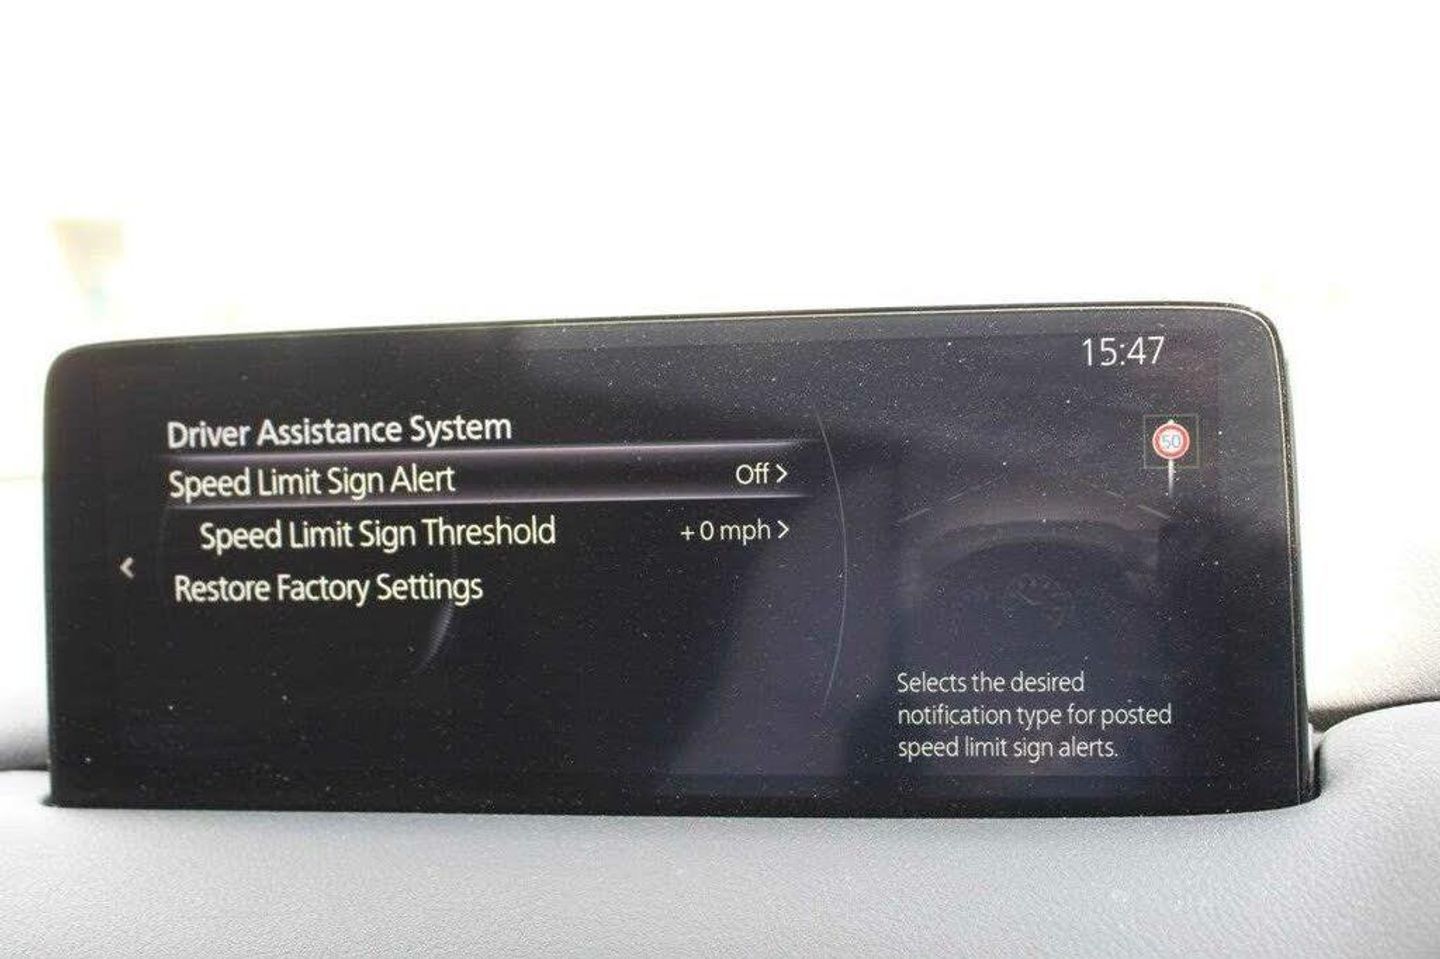 15:47
Driver Assistance System
Speed Limit Sign Alert Off >
Speed Limit Sign Threshold +0 mph >
Restore Factory Settings
50
Selects the desired
notification type for posted
speed limit sign alerts.